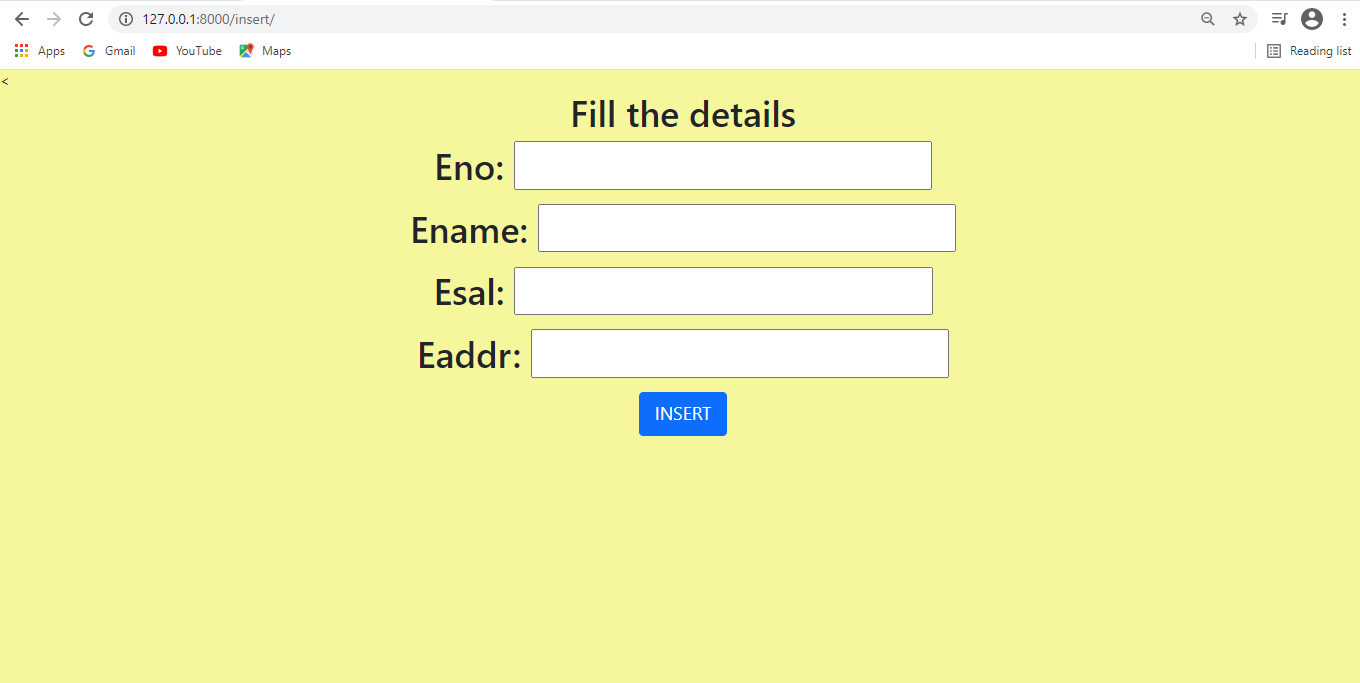 127.0.0.1:8000/insert/
Apps Gmail YouTube Maps Reading list
<
Fill the details
Eno:
Ename:
Esal:
Eaddr:
INSERT